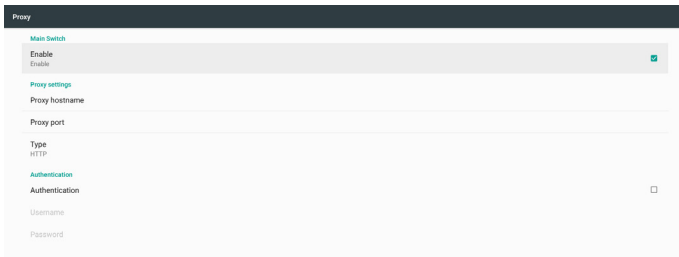 Proxy
Main Switch
Enable
Enable
Proxy settings
Proxy hostname
Proxy port
Type
HTTP
Authentication
Authentication
Username
Password